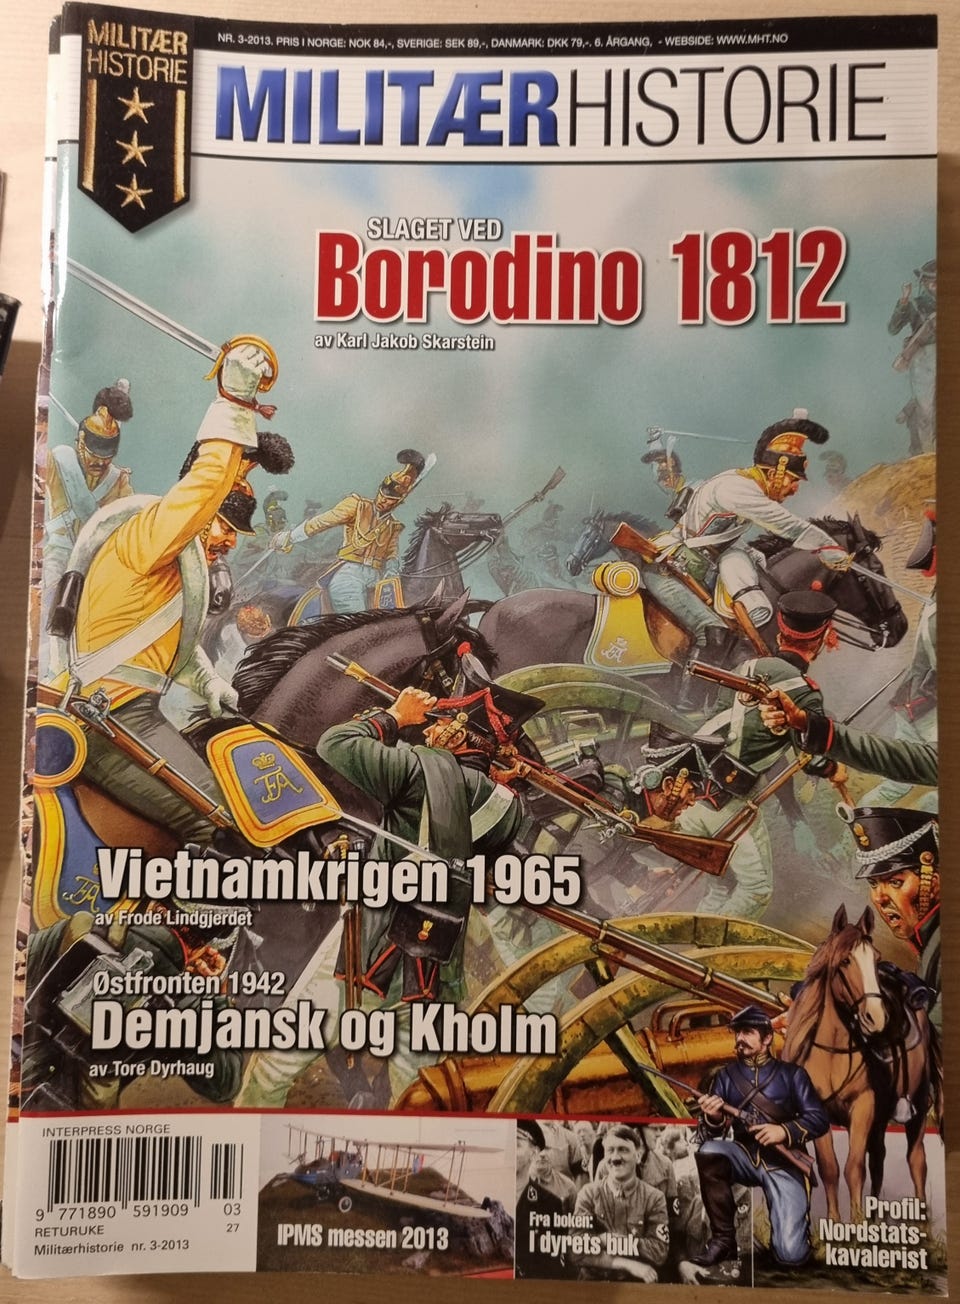 MILITÆR
HISTORIE
NR. 3-2013. PRIS I NORGE: NOK 84,-, SVERIGE: SEK 89,-, DANMARK: DKK 79,-. 6. ÅRGANG, - WEBSIDE: WWW.MHT.NO
MILITÆRHISTORIE
SLAGET VED
Borodino 1812
av Karl Jakob Skarstein
Vietnamkrigen 1965
av Frode Lindgjerdet
Østfronten 1942
Demjansk og Kholm
av Tore Dyrhaug
INTERPRESS NORGE
9 771890 591909 03
RETURUKE 27
Militærhistorie nr. 3-2013
IPMS messen 2013
Fra boken:
I dyrets buk
Profil:
Nordstats-
kavalerist